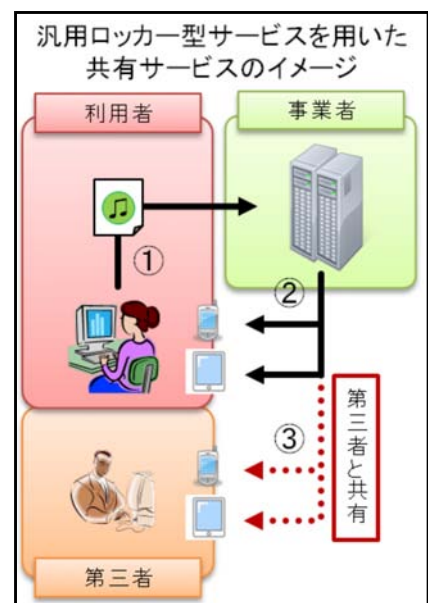 汎用ロッカー型サービスを用いた
共有サービスのイメージ
利用者
事業者
①
②
③
第三者と共有
第三者